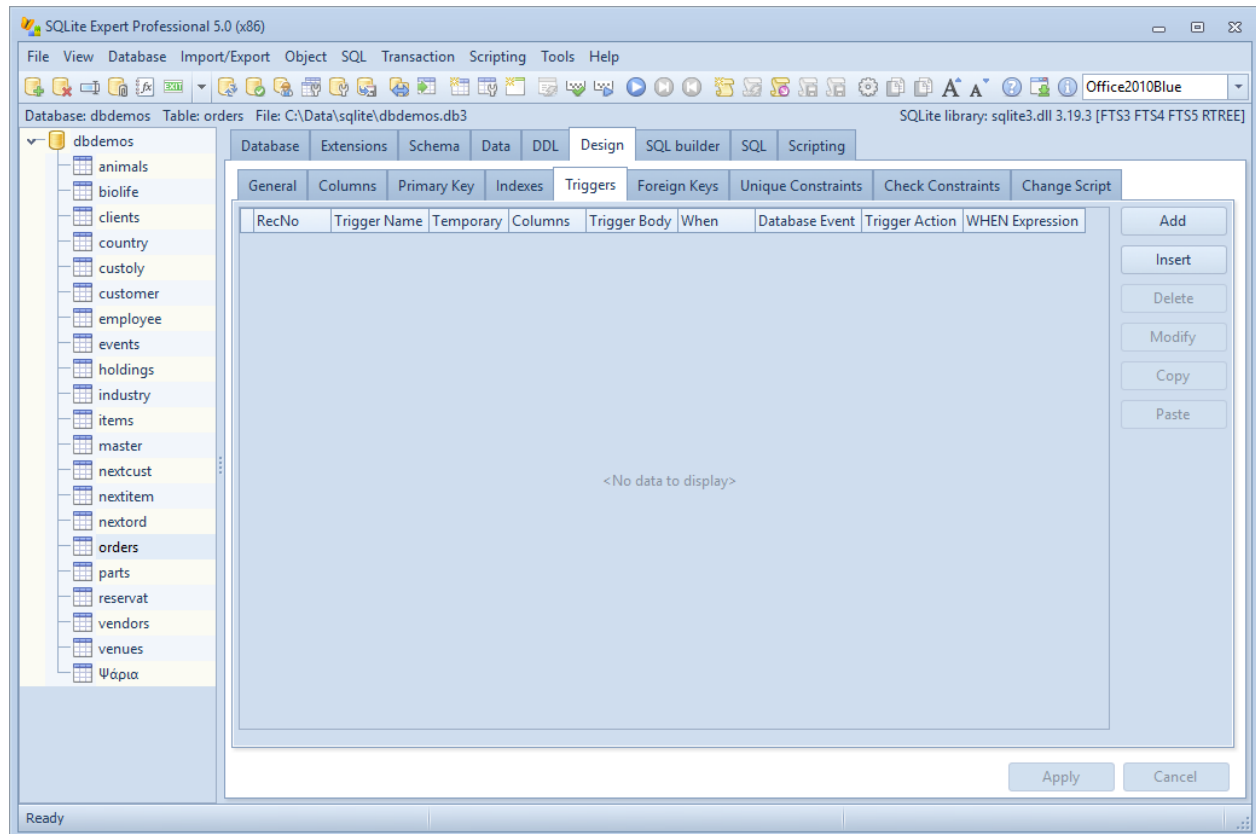 SQLite Expert Professional 5.0 (x86)
File View Database Import/Export Object SQL Transaction Scripting Tools Help
Office2010Blue
Database: dbdemos Table: orders File: C:\Data\sqlite\dbdemos.db3 SQLite library: sqlite3.dll 3.19.3 [FTS3 FTS4 FTS5 RTREE]
dbdemos
animals
biolife
clients
country
custoly
customer
employee
events
holdings
industry
items
master
nextcust
nextitem
nextord
orders
parts
reservat
vendors
venues
Ψάρια
Database Extensions Schema Data DDL Design SQL builder SQL Scripting
General Columns Primary Key Indexes Triggers Foreign Keys Unique Constraints Check Constraints Change Script
RecNo Trigger Name Temporary Columns Trigger Body When Database Event Trigger Action WHEN Expression
<No data to display>
Add
Insert
Delete
Modify
Copy
Paste
Apply Cancel
Ready